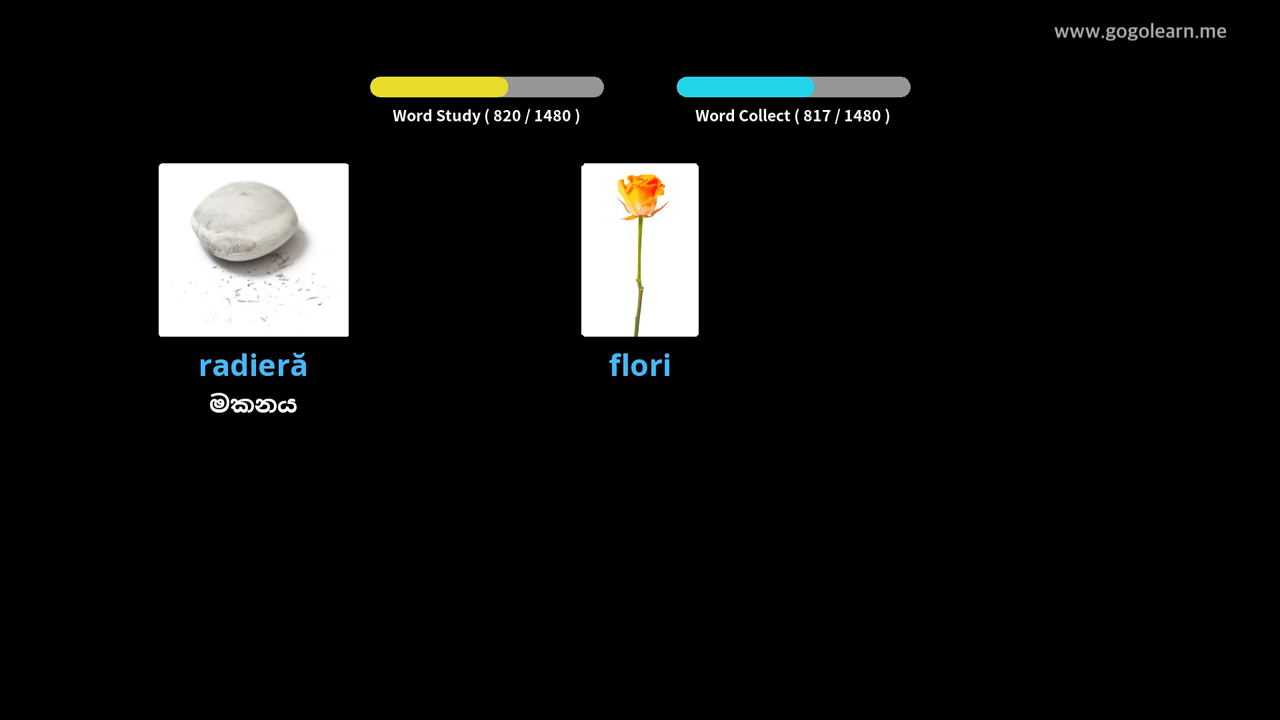 www.gogolearn.me
Word Study ( 820 / 1480 )
Word Collect ( 817 / 1480 )
radieră
flori
මකනය